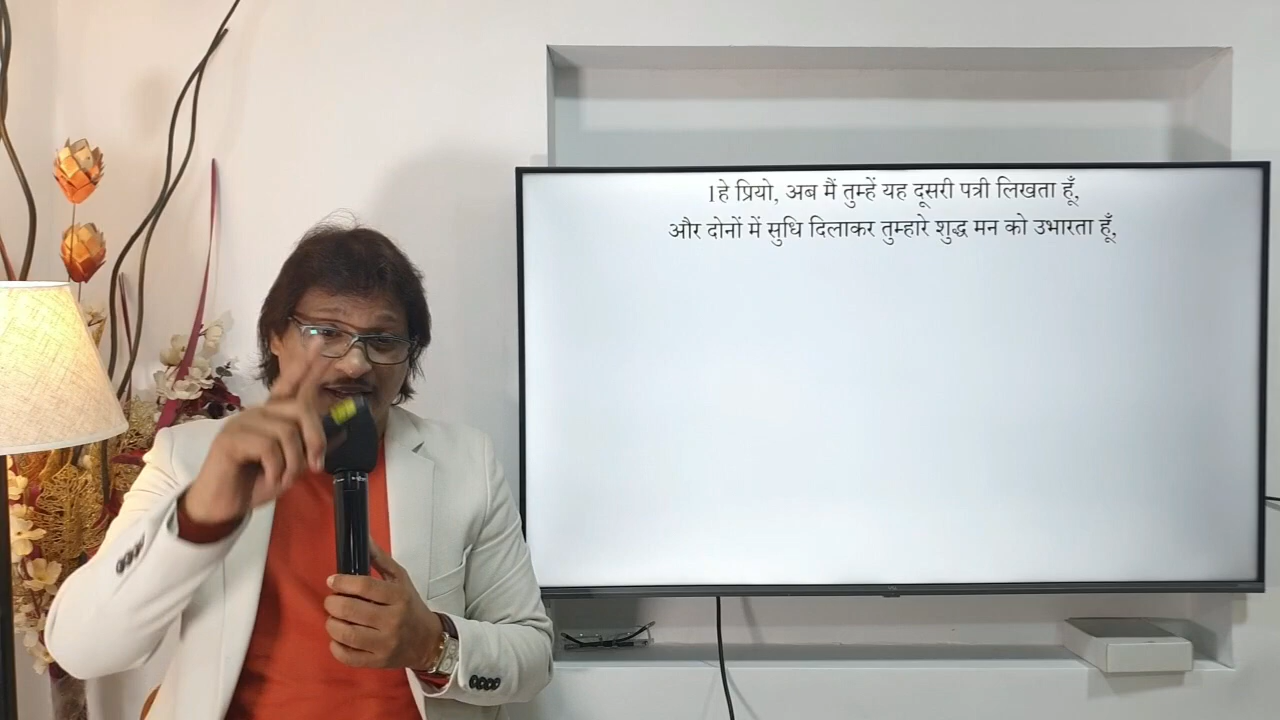 1हे प्रियो, अब मैं तुम्हें यह दूसरी पत्री लिखता हूँ,
और दोनों में सुधि दिलाकर तुम्हारे शुद्ध मन को उभारता हूँ,